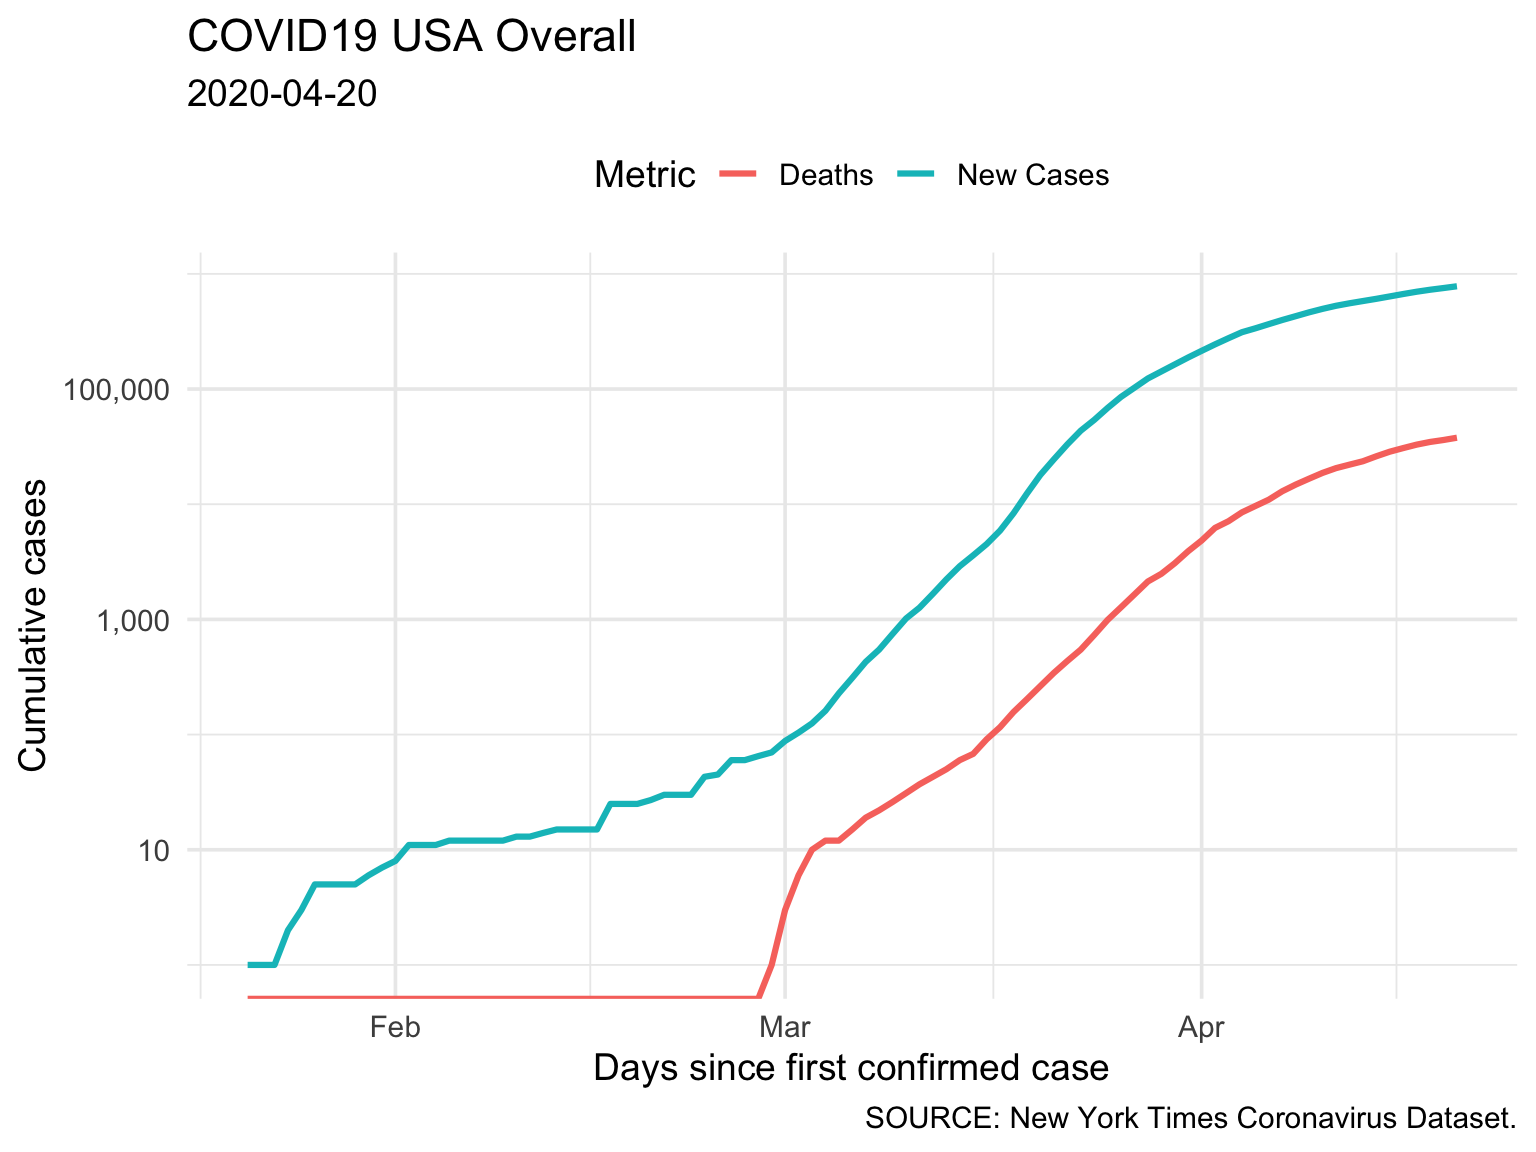 COVID19 USA Overall
2020-04-20
Metric Deaths New Cases
Cumulative cases
100,000
1,000
10
Feb Mar Apr
Days since first confirmed case
SOURCE: New York Times Coronavirus Dataset.